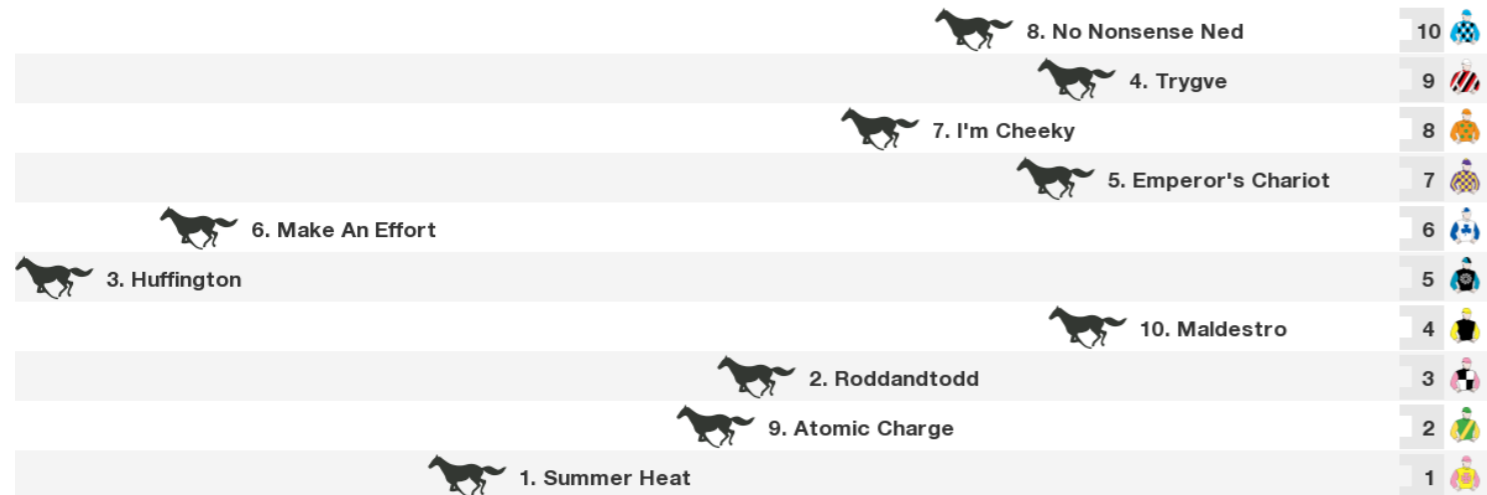 8. No Nonsense Ned 10
4. Trygve 9
7. I'm Cheeky 8
5. Emperor's Chariot 7
6. Make An Effort 6
3. Huffington 5
10. Maldestro 4
2. Roddandtodd 3
9. Atomic Charge 2
1. Summer Heat 1